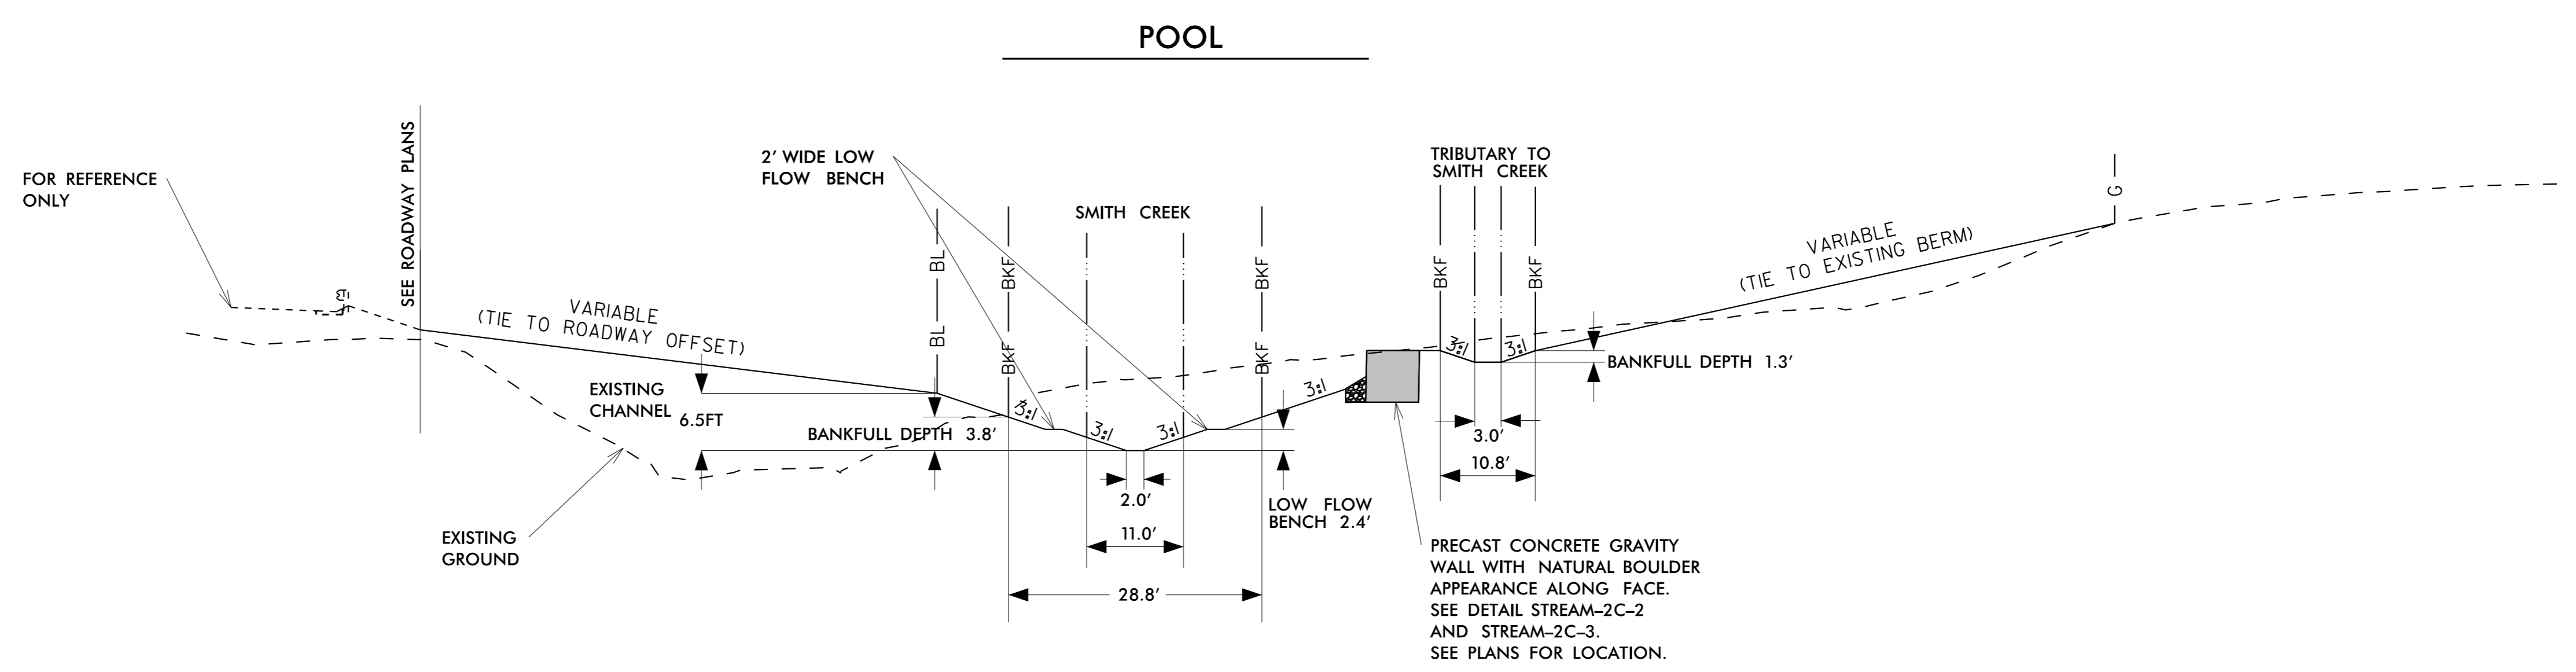 POOL
FOR REFERENCE
ONLY
SEE ROADWAY PLANS
2' WIDE LOW
FLOW BENCH
SMITH CREEK
TRIBUTARY TO
SMITH CREEK
G
VARIABLE
(TIE TO ROADWAY OFFSET)
VARIABLE
(TIE TO EXISTING BERM)
BL
BL
BKF
BKF
BKF
BKF
BKF
BKF
EXISTING
CHANNEL
6.5FT
BANKFULL DEPTH 3.8'
3:1
3:1
3:1
3:1
3:1
3:1
BANKFULL DEPTH 1.3'
3.0'
10.8'
2.0'
11.0'
28.8'
LOW FLOW
BENCH 2.4'
EXISTING
GROUND
PRECAST CONCRETE GRAVITY
WALL WITH NATURAL BOULDER
APPEARANCE ALONG FACE.
SEE DETAIL STREAM-2C-2
AND STREAM-2C-3.
SEE PLANS FOR LOCATION.